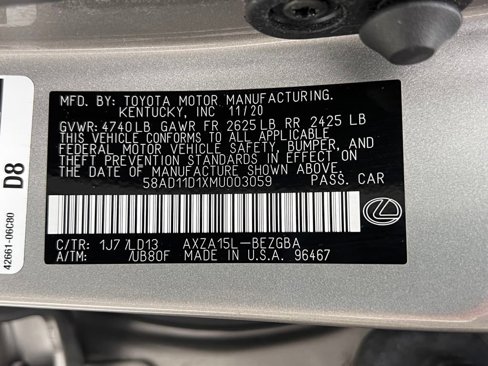 MFD. BY: TOYOTA MOTOR MANUFACTURING.
KENTUCKY, INC 11/20
GVWR: 4740LB GAWR FR 2625LB RR 2425 LB
THIS VEHICLE CONFORMS TO ALL APPLICABLE
FEDERAL MOTOR VEHICLE SAFETY, BUMPER, AND
THEFT PREVENTION STANDARDS IN EFFECT ON
THE DATE OF MANUFACTURE SHOWN ABOVE.
58AD11D1XMU003059 PASS. CAR
C/TR: 1J7 /LD13 AXZA15L-BEZGBA
A/TM: /UB80F MADE IN U.S.A. 96467
D8
42661-06C80